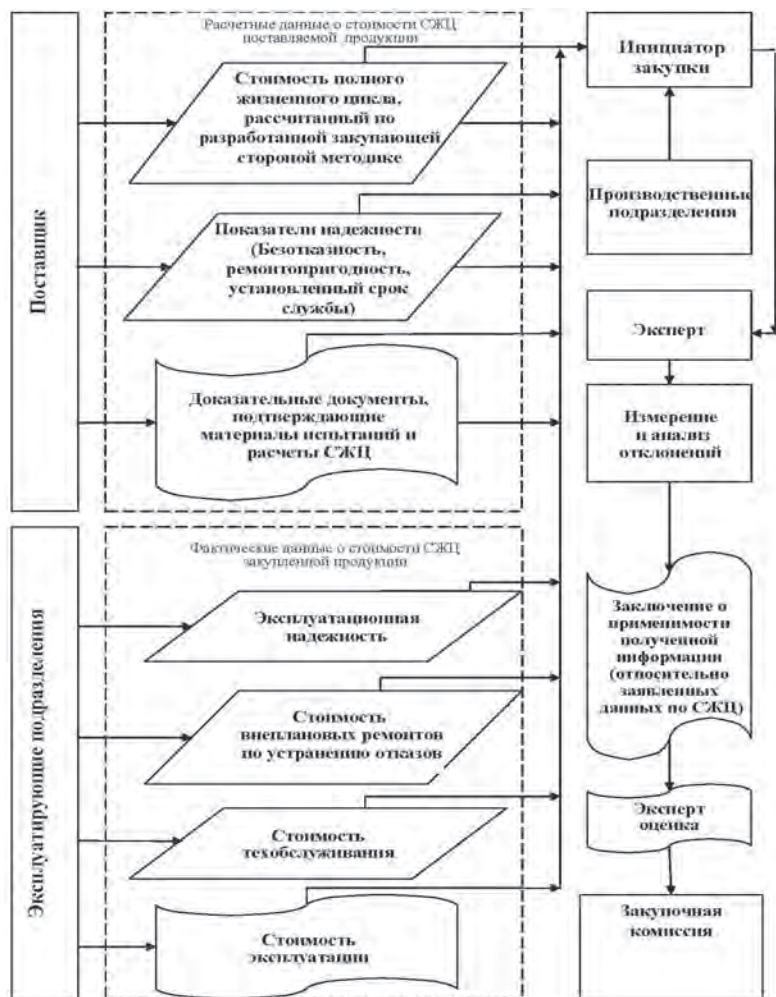 Поставщик
Расчетные данные о стоимости СЖЦ
поставляемой продукции
Стоимость полного
жизненного цикла,
рассчитанный по
разработанной закупающей
стороной методике
Показатели надежности
(Безотказность,
ремонтопригодность,
установленный срок
службы)
Доказательные документы,
подтверждающие
материалы испытаний и
расчеты СЖЦ
Эксплуатирующие подразделения
Фактические данные о стоимости СЖЦ
закупленной продукции
Эксплуатационная
надежность
Стоимость
внеплановых ремонтов
по устранению отказов
Стоимость
техобслуживания
Стоимость
эксплуатации
Инициатор
закупки
Производственные
подразделения
Эксперт
Измерение
и анализ
отклонений
Заключение о
применимости
полученной
информации
(относительно
заявленных
данных по СЖЦ)
Эксперт
оценка
Закупочная
комиссия